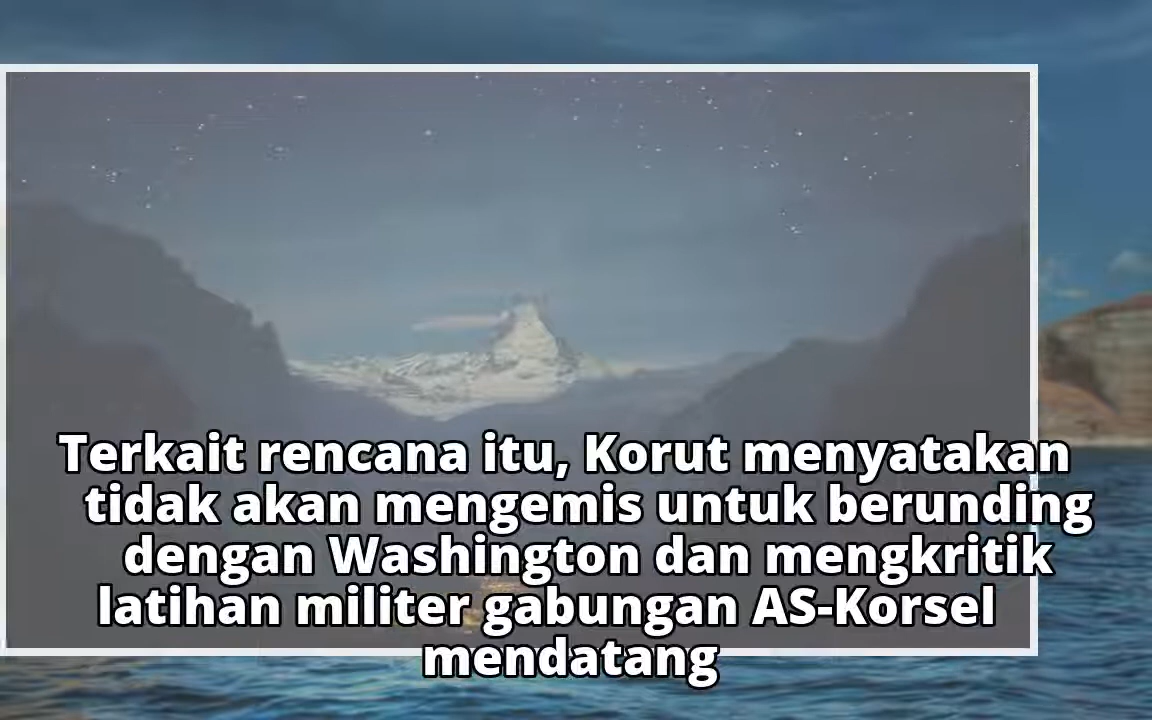 Terkait rencana itu, Korut menyatakan
tidak akan mengemis untuk berunding
dengan Washington dan mengkritik
latihan militer gabungan AS-Korsel
mendatang